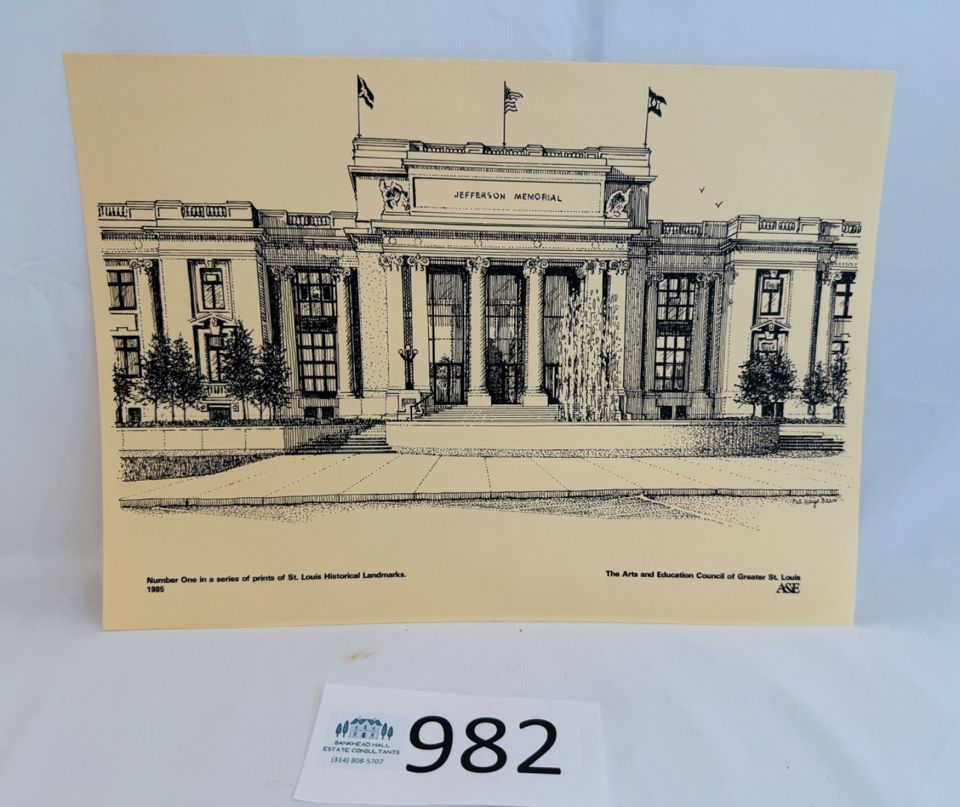 JEFFERSON MEMORIAL
Number One in a series of prints of St. Louis Historical Landmarks.
1985
The Arts and Education Council of Greater St. Louis
A&E
BANKHEAD HALL
ESTATE CONSULTANTS
(314) 808-5707
982